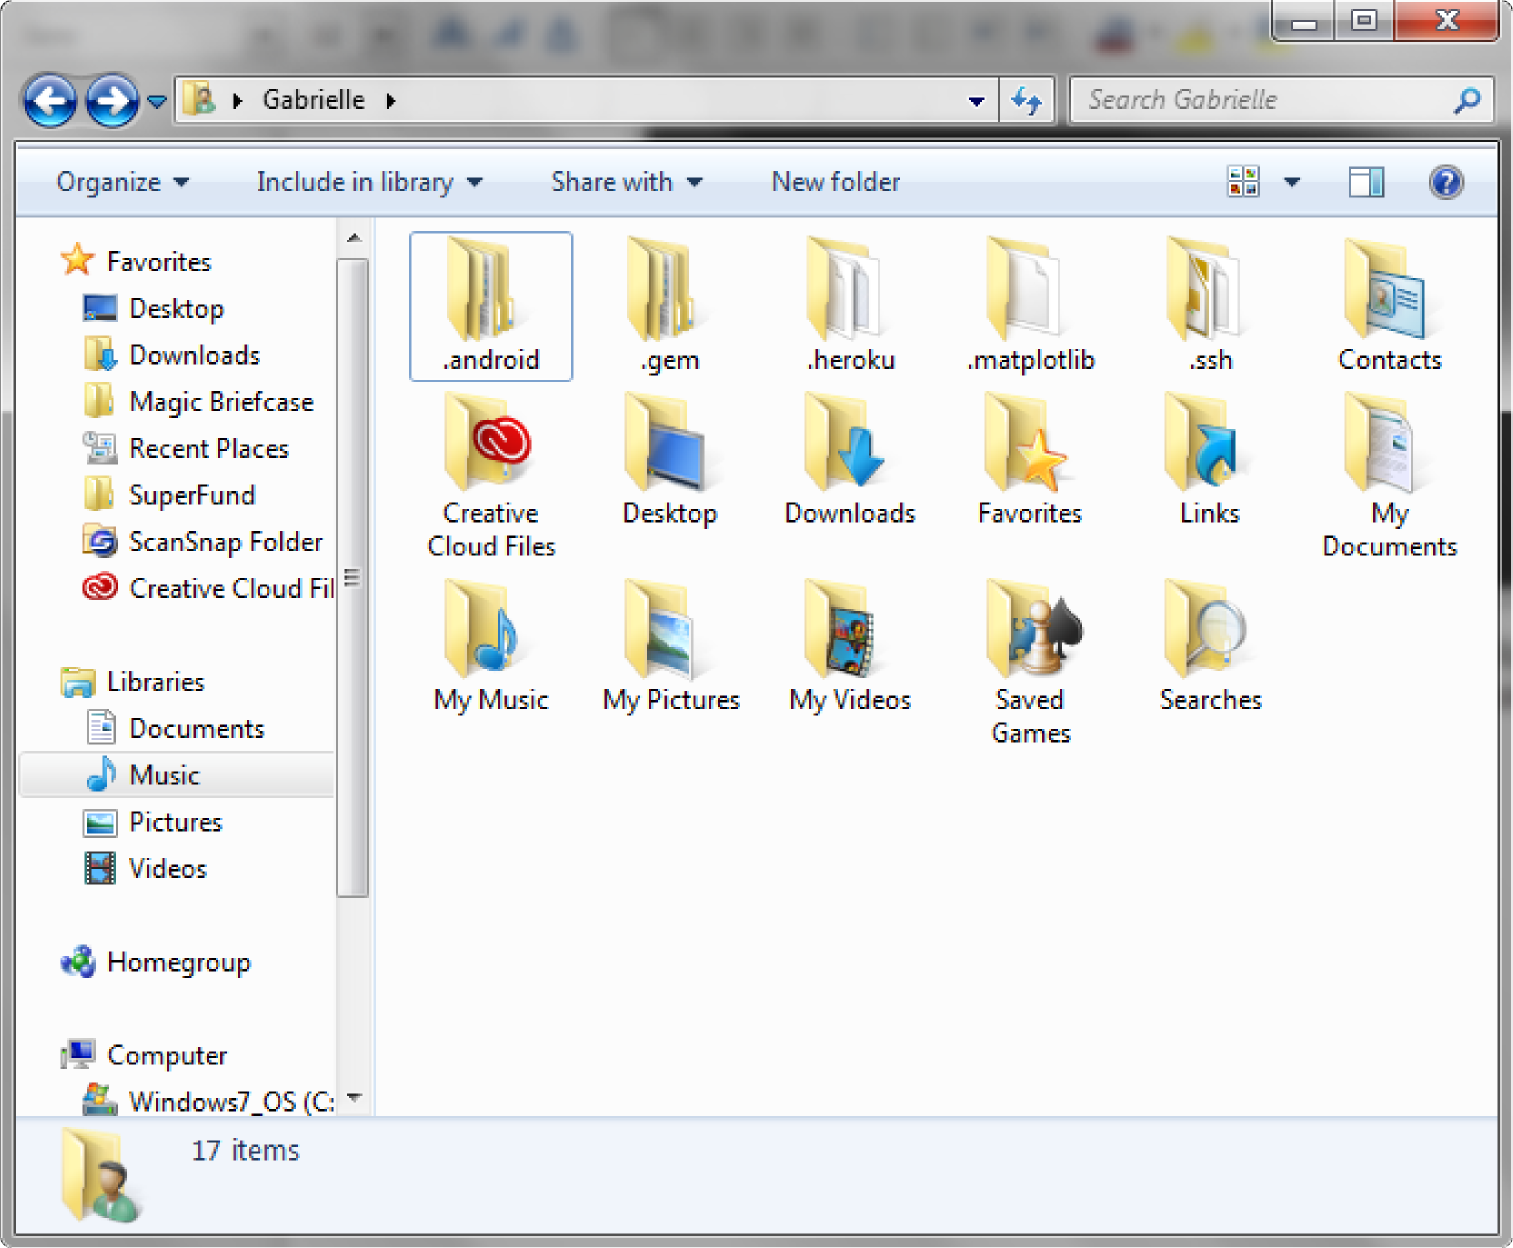 Gabrielle
Search Gabrielle
Organize
Include in library
Share with
New folder
Favorites
Desktop
Downloads
Magic Briefcase
Recent Places
SuperFund
ScanSnap Folder
Creative Cloud Fil
Libraries
Documents
Music
Pictures
Videos
Homegroup
Computer
Windows7_OS (C:
.android
.gem
.heroku
.matplotlib
.ssh
Contacts
Creative
Cloud Files
Desktop
Downloads
Favorites
Links
My
Documents
My Music
My Pictures
My Videos
Saved
Games
Searches
17 items